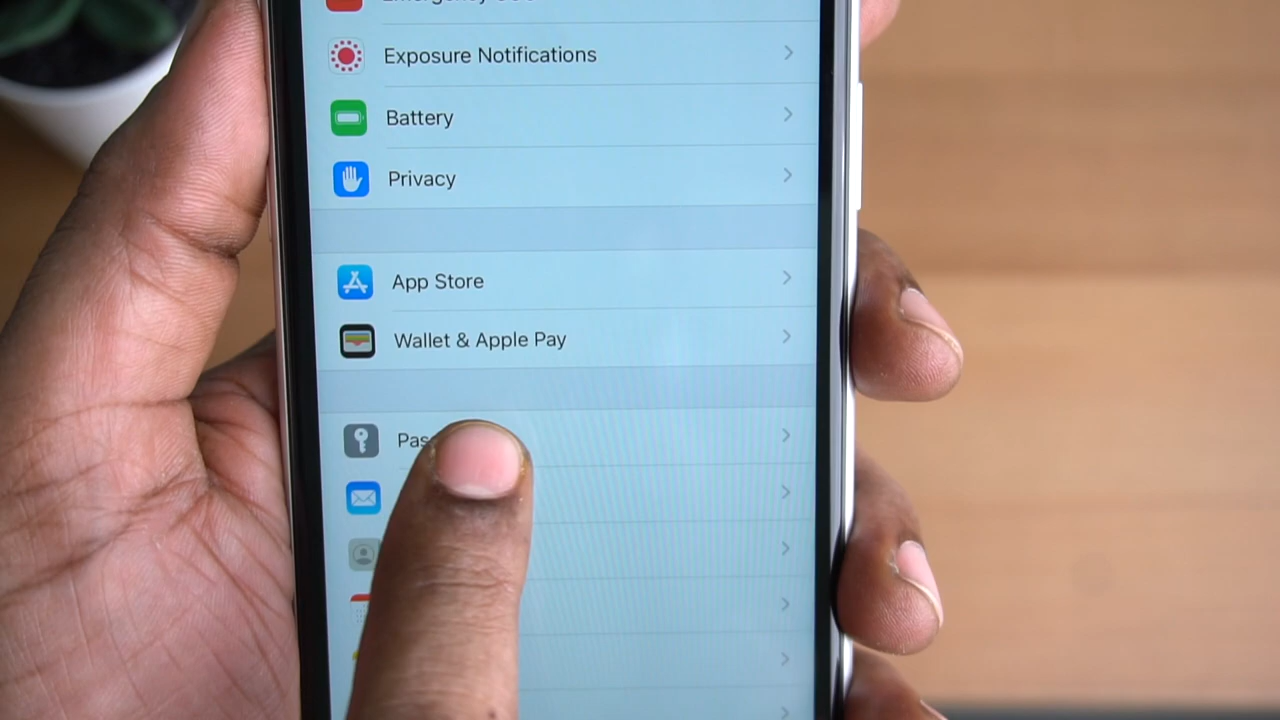 Exposure Notifications
Battery
Privacy
App Store
Wallet & Apple Pay
Pas